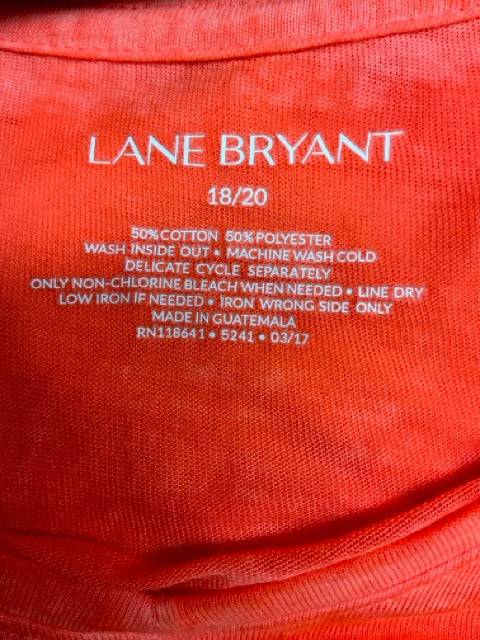 LANE BRYANT
18/20
50% COTTON 50% POLYESTER
WASH INSIDE OUT • MACHINE WASH COLD
DELICATE CYCLE SEPARATELY
ONLY NON-CHLORINE BLEACH WHEN NEEDED • LINE DRY
LOW IRON IF NEEDED • IRON WRONG SIDE ONLY
MADE IN GUATEMALA
RN118641 • 5241 • 03/17